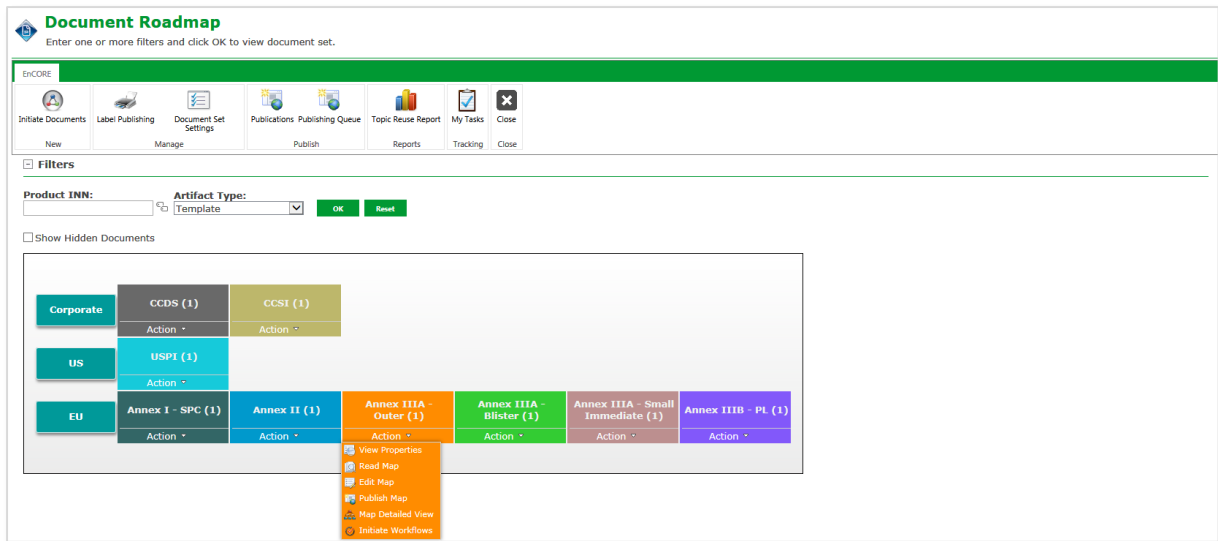 Document Roadmap
Enter one or more filters and click OK to view document set.
EnCORE
Initiate Documents
Label Publishing
Document Set
Settings
Publications
Publishing Queue
Topic Reuse Report
My Tasks
Close
New
Manage
Publish
Reports
Tracking
Close
Filters
Product INN:
Artifact Type:
Template
OK
Reset
Show Hidden Documents
Corporate
CCDS (1)
Action
CCSI (1)
Action
US
USPI (1)
Action
EU
Annex I - SPC (1)
Action
Annex II (1)
Action
Annex IIIA -
Outer (1)
Action
Annex IIIA -
Blister (1)
Action
Annex IIIA - Small
Immediate (1)
Action
Annex IIIB - PL (1)
Action
View Properties
Read Map
Edit Map
Publish Map
Map Detailed View
Initiate Workflows